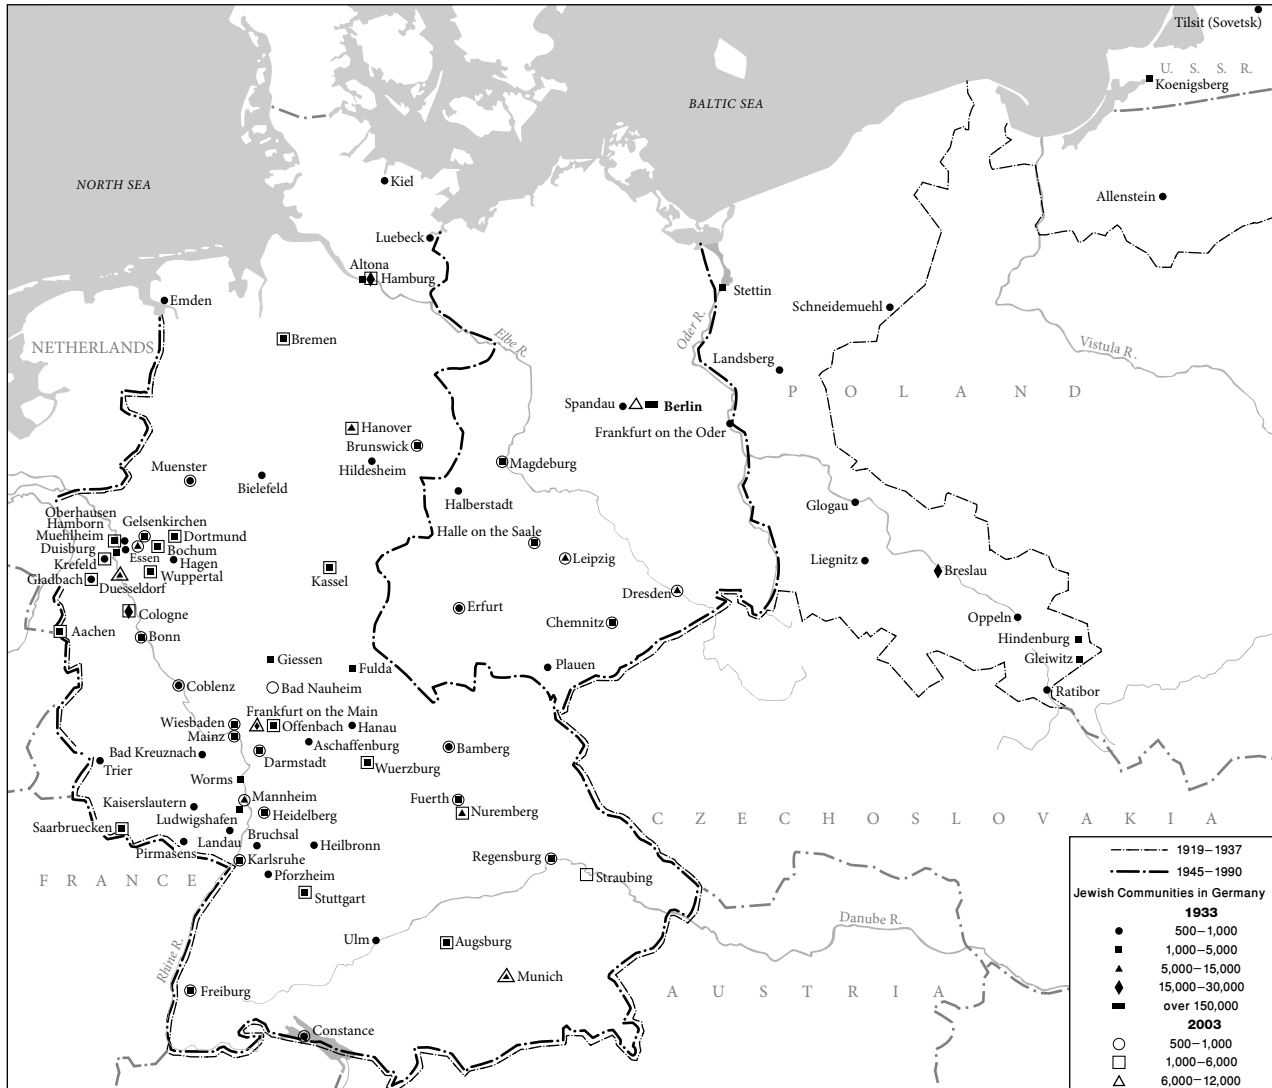 Tilsit (Sovetsk)
U. S. S. R.
Koenigsberg
BALTIC SEA
NORTH SEA
Kiel
Allenstein
Luebeck
Altona
Hamburg
Emden
Stettin
Schneidemuehl
Bremen
NETHERLANDS
Elbe R.
Oder R.
Vistula R.
Landsberg
POLAND
Spandau
Berlin
Frankfurt on the Oder
Hanover
Brunswick
Hildesheim
Magdeburg
Muenster
Bielefeld
Halberstadt
Glogau
Oberhausen
Hamborn
Gelsenkirchen
Muehlheim
Dortmund
Duisburg
Essen
Bochum
Krefeld
Hagen
Gladbach
Wuppertal
Duesseldorf
Halle on the Saale
Leipzig
Liegnitz
Breslau
Kassel
Dresden
Cologne
Erfurt
Chemnitz
Oppeln
Aachen
Bonn
Hindenburg
Gleiwitz
Giessen
Fulda
Plauen
Coblenz
Bad Nauheim
Ratibor
Frankfurt on the Main
Wiesbaden
Offenbach
Hanau
Mainz
Aschaffenburg
Bamberg
Bad Kreuznach
Darmstadt
Trier
Wuerzburg
Worms
Kaiserslautern
Mannheim
Fuerth
Ludwigshafen
Heidelberg
Nuremberg
CZECHOSLOVAKIA
Saarbruecken
Landau
Bruchsal
Heilbronn
Pirmasens
Karlsruhe
Regensburg
FRANCE
Pforzheim
Straubing
Stuttgart
Danube R.
Ulm
Augsburg
Rhine R.
Munich
Freiburg
AUSTRIA
Constance
1919–1937
1945–1990
Jewish Communities in Germany
1933
500–1,000
1,000–5,000
5,000–15,000
15,000–30,000
over 150,000
2003
500–1,000
1,000–6,000
6,000–12,000